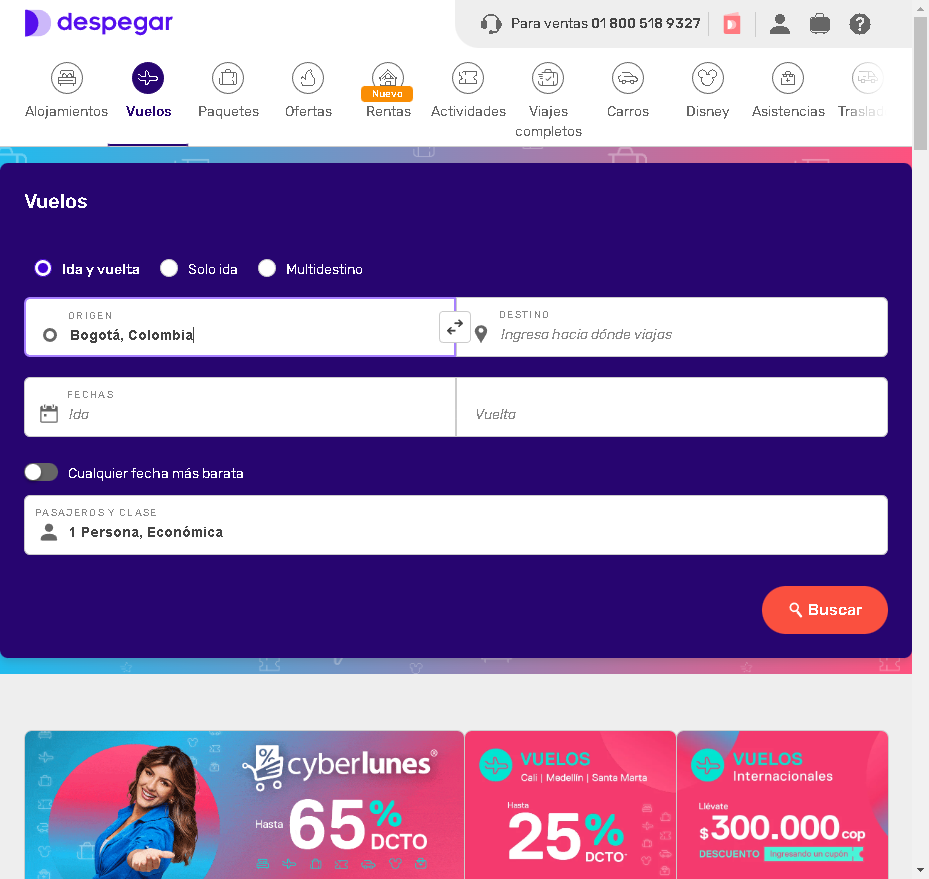 despegar
Para ventas 01 800 518 9327
Alojamientos
Vuelos
Paquetes
Ofertas
Nuevo
Rentas
Actividades
Viajes
completos
Carros
Disney
Asistencias
Traslad
Vuelos
Ida y vuelta
Solo ida
Multidestino
ORIGEN
Bogotá, Colombia
DESTINO
Ingresa hacia dónde viajas
FECHAS
Ida
Vuelta
Cualquier fecha más barata
PASAJEROS Y CLASE
1 Persona, Económica
Buscar
cyberlunes®
Hasta 65% DCTO
VUELOS
Cali | Medellín | Santa Marta
Hasta
25% DCTO*
VUELOS
Internacionales
Llévate
$300.000 COP
DESCUENTO Ingresando un cupón